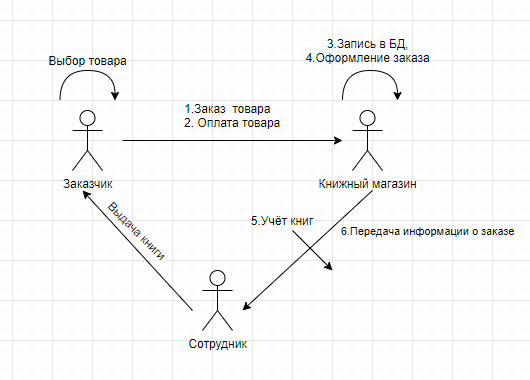 3.Запись в БД,
4.Оформление заказа
Выбор товара
1.Заказ товара
2. Оплата товара
Заказчик
Книжный магазин
Выдача книги
5.Учёт книг
6.Передача информации о заказе
Сотрудник